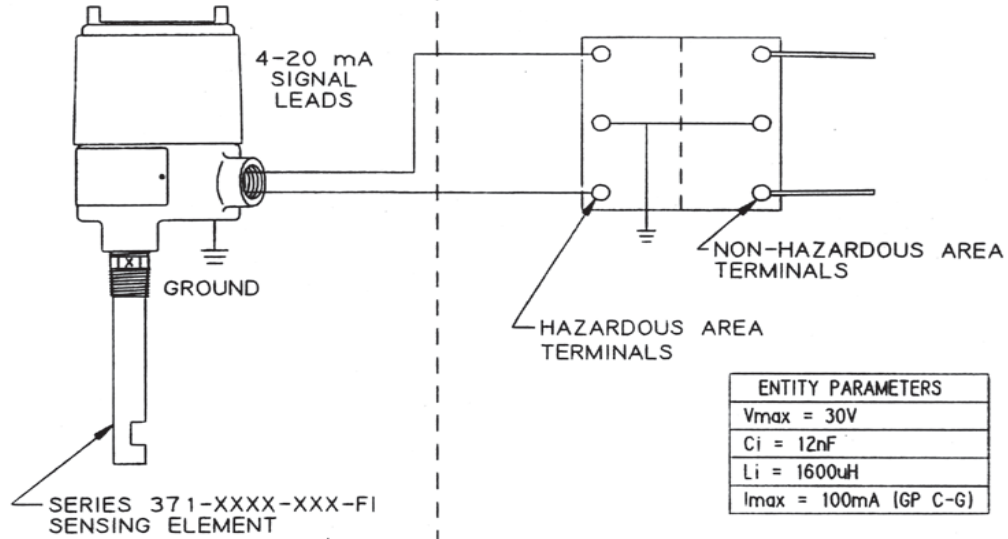 4-20 mA
SIGNAL
LEADS
GROUND
NON-HAZARDOUS AREA
TERMINALS
HAZARDOUS AREA
TERMINALS
SERIES 371-XXXX-XXX-FI
SENSING ELEMENT
ENTITY PARAMETERS
Vmax = 30V
Ci = 12nF
Li = 1600uH
Imax = 100mA (GP C-G)